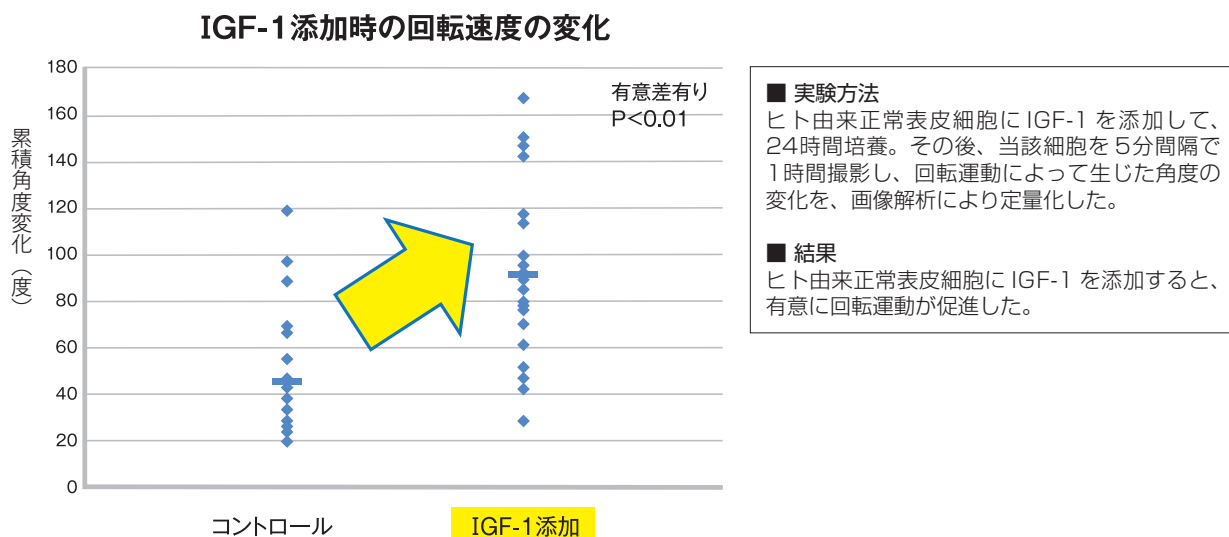 IGF-1添加時の回転速度の変化
180
160
140
120
100
80
60
40
20
0
累積角度変化（度）
有意差有り
P<0.01
コントロール
IGF-1添加
■ 実験方法
ヒト由来正常表皮細胞に IGF-1 を添加して、
24時間培養。その後、当該細胞を 5分間隔で
1時間撮影し、回転運動によって生じた角度の
変化を、画像解析により定量化した。
■ 結果
ヒト由来正常表皮細胞に IGF-1 を添加すると、
有意に回転運動が促進した。